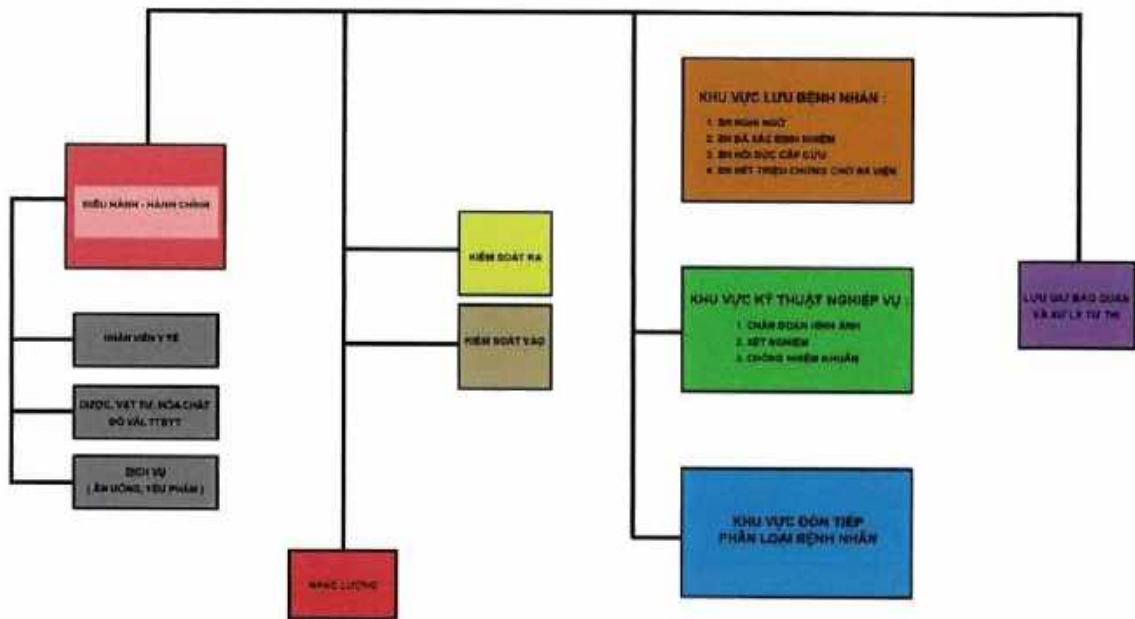 KHU VỰC LƯU BỆNH NHÂN :
1. BN NGHI NGỜ
2. BN ĐÃ XÁC ĐỊNH NHIỄM
3. BN HỒI SỨC CẤP CỨU
4. BN HẾT TRIỆU CHỨNG CHỜ RA VIỆN
ĐIỀU HÀNH - HÀNH CHÍNH
KIỂM SOÁT RA
KIỂM SOÁT VÀO
KHU VỰC KỸ THUẬT NGHIỆP VỤ :
1. CHẨN ĐOÁN HÌNH ẢNH
2. XÉT NGHIỆM
3. CHỐNG NHIỄM KHUẨN
LƯU GIỮ BẢO QUẢN
VÀ XỬ LÝ TỬ THI
NHÂN VIÊN Y TẾ
DƯỢC, VẬT TƯ, HÓA CHẤT
ĐỒ VẢI, TTBYT
DỊCH VỤ
( ĂN UỐNG, YẾU PHẨM )
KHU VỰC ĐÓN TIẾP
PHÂN LOẠI BỆNH NHÂN
NĂNG LƯỢNG